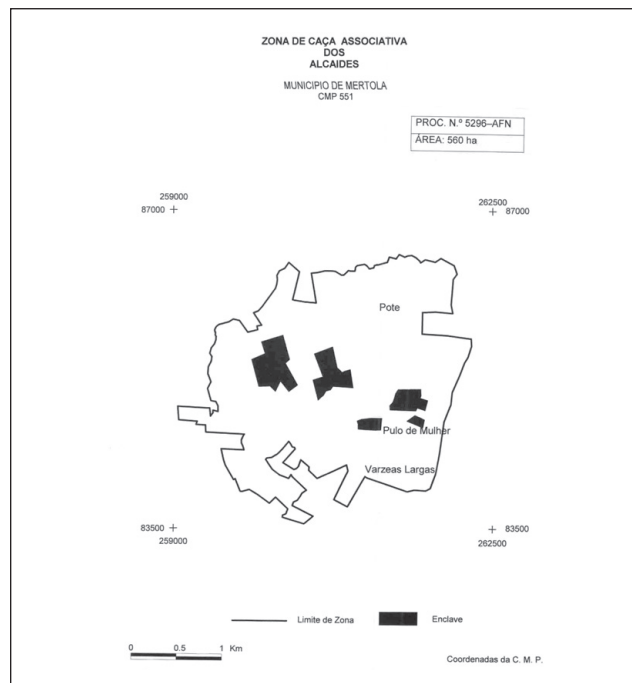 ZONA DE CAÇA ASSOCIATIVA
DOS
ALCAIDES
MUNICIPIO DE MERTOLA
CMP 551
PROC. N.º 5296–AFN
ÁREA: 560 ha
259000
87000
262500
87000
Pote
Pulo de Mulher
Varzeas Largas
83500
259000
83500
262500
Limite de Zona
Enclave
0 0.5 1 Km
Coordenadas da C. M. P.